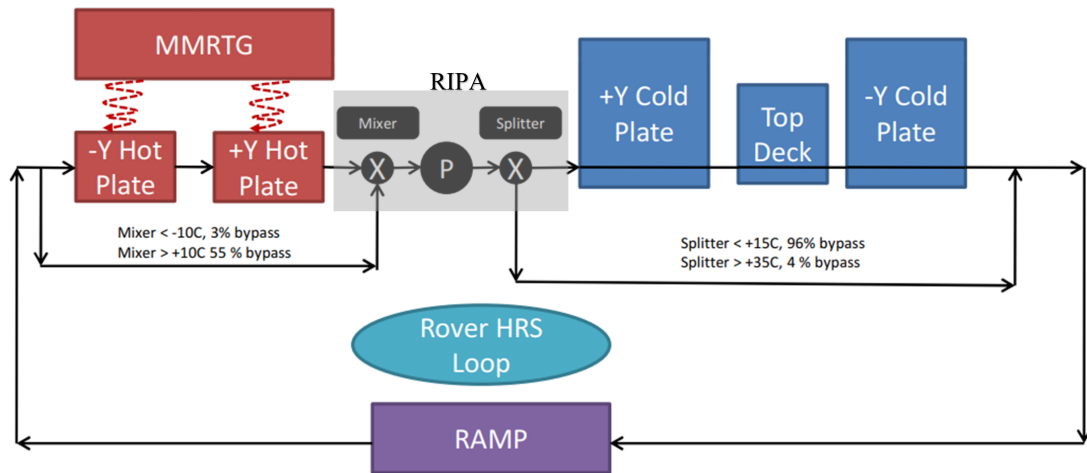 MMRTG
RIPA
Mixer
Splitter
-Y Hot
Plate
+Y Hot
Plate
X
P
X
+Y Cold
Plate
Top
Deck
-Y Cold
Plate
Mixer < -10C, 3% bypass
Mixer > +10C 55 % bypass
Splitter < +15C, 96% bypass
Splitter > +35C, 4 % bypass
Rover HRS
Loop
RAMP